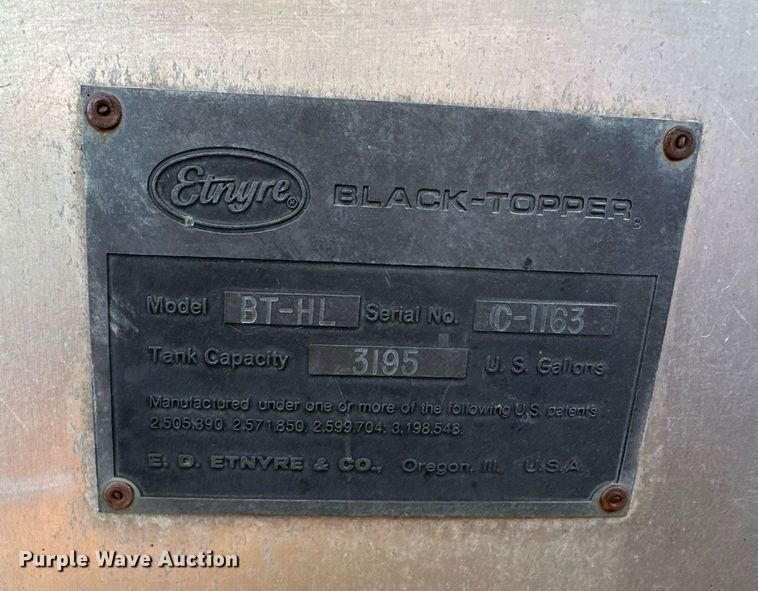 Etnyre® BLACK-TOPPER®
Model BT-HL Serial No. C-1163
Tank Capacity 3195 U. S. Gallons
Manufactured under one or more of the following U.S. patents
2,505,390 2,571,850, 2,599,704; 3,198,548.
E. D. ETNYRE & CO., Oregon, Ill., U.S.A.
Purple Wave Auction